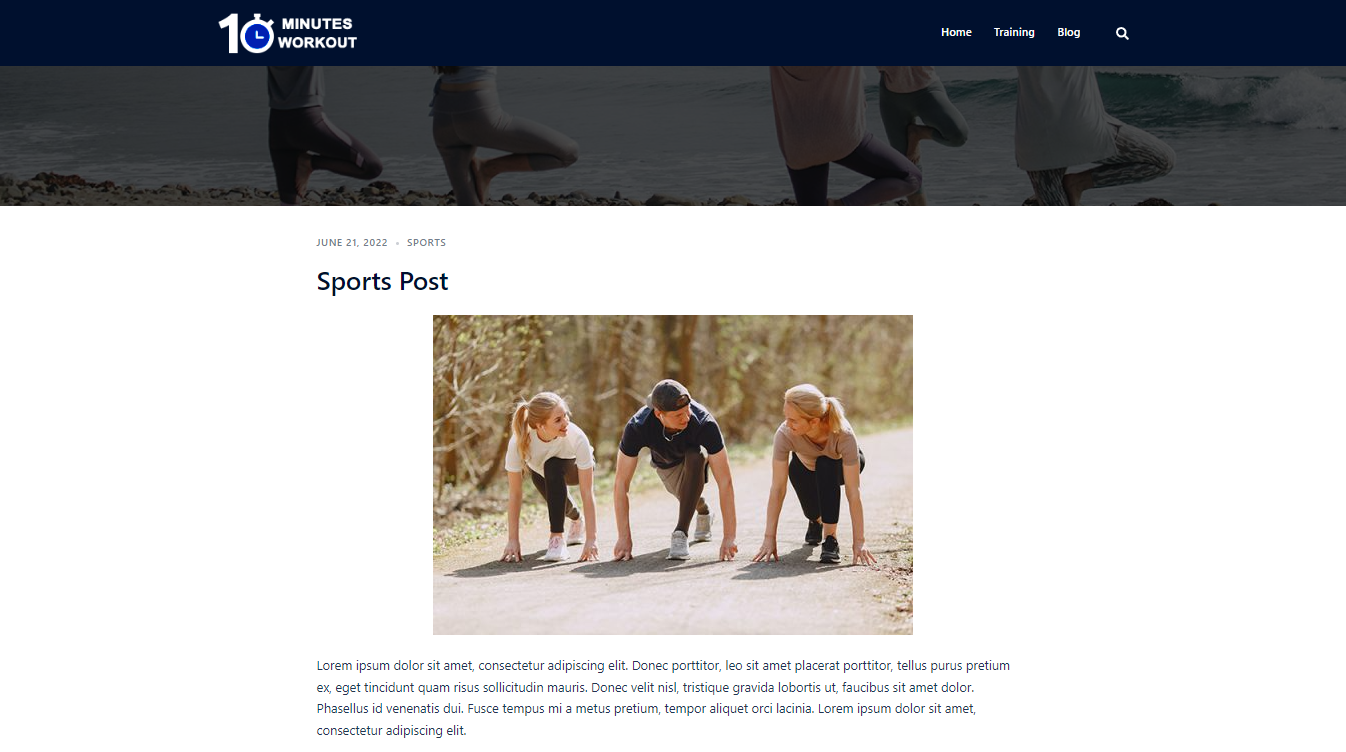 10 MINUTES
WORKOUT
Home Training Blog
JUNE 21, 2022 • SPORTS
Sports Post
Lorem ipsum dolor sit amet, consectetur adipiscing elit. Donec porttitor, leo sit amet placerat porttitor, tellus purus pretium
ex, eget tincidunt quam risus sollicitudin mauris. Donec velit nisl, tristique gravida lobortis ut, faucibus sit amet dolor.
Phasellus id venenatis dui. Fusce tempus mi a metus pretium, tempor aliquet orci lacinia. Lorem ipsum dolor sit amet,
consectetur adipiscing elit.